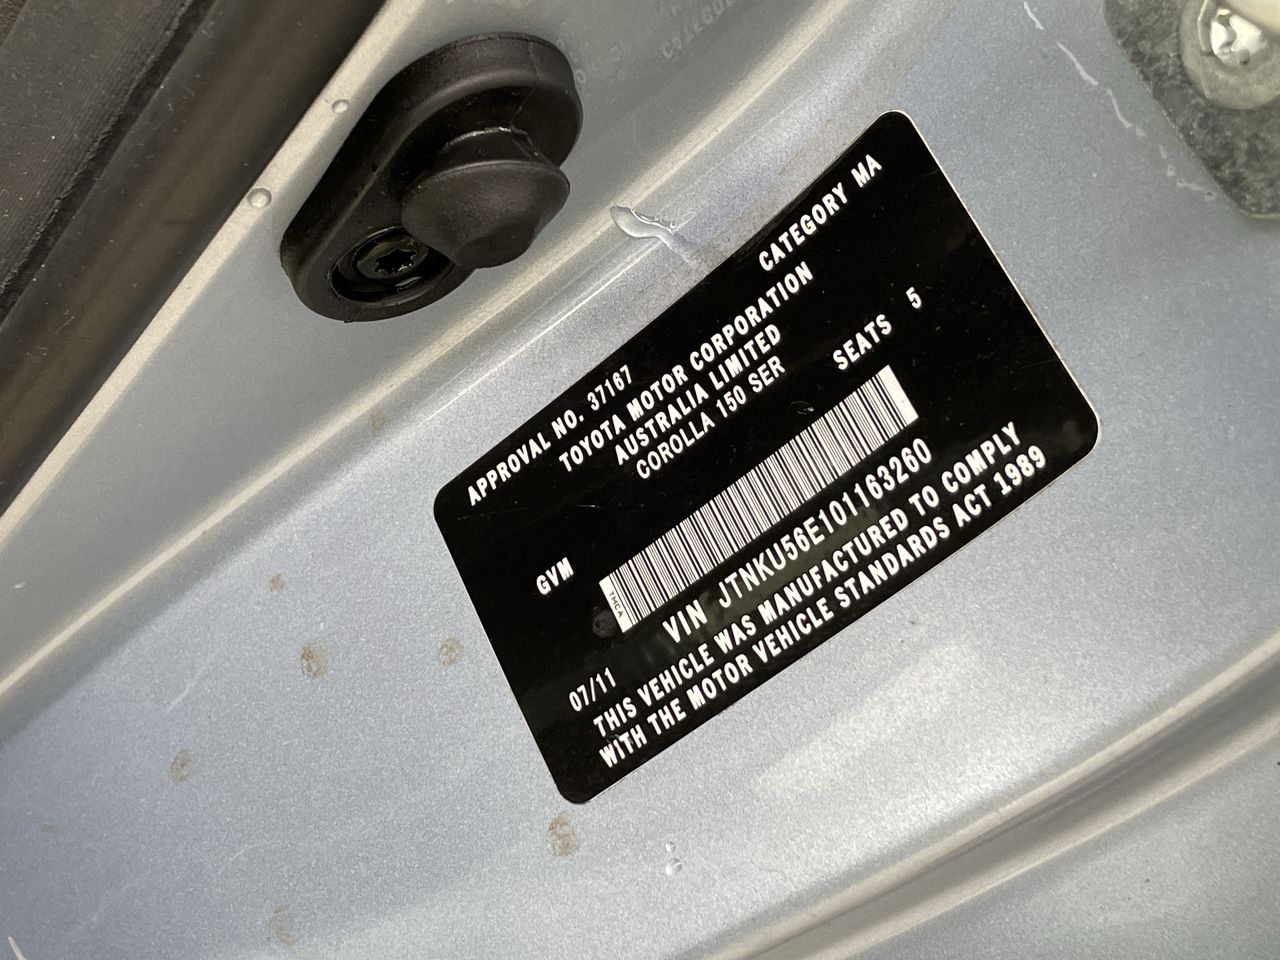 APPROVAL NO. 37167 CATEGORY MA
TOYOTA MOTOR CORPORATION
AUSTRALIA LIMITED
COROLLA 150 SER
GVM SEATS 5
TMCA
07/11 VIN JTNKU56E101163260
THIS VEHICLE WAS MANUFACTURED TO COMPLY
WITH THE MOTOR VEHICLE STANDARDS ACT 1989